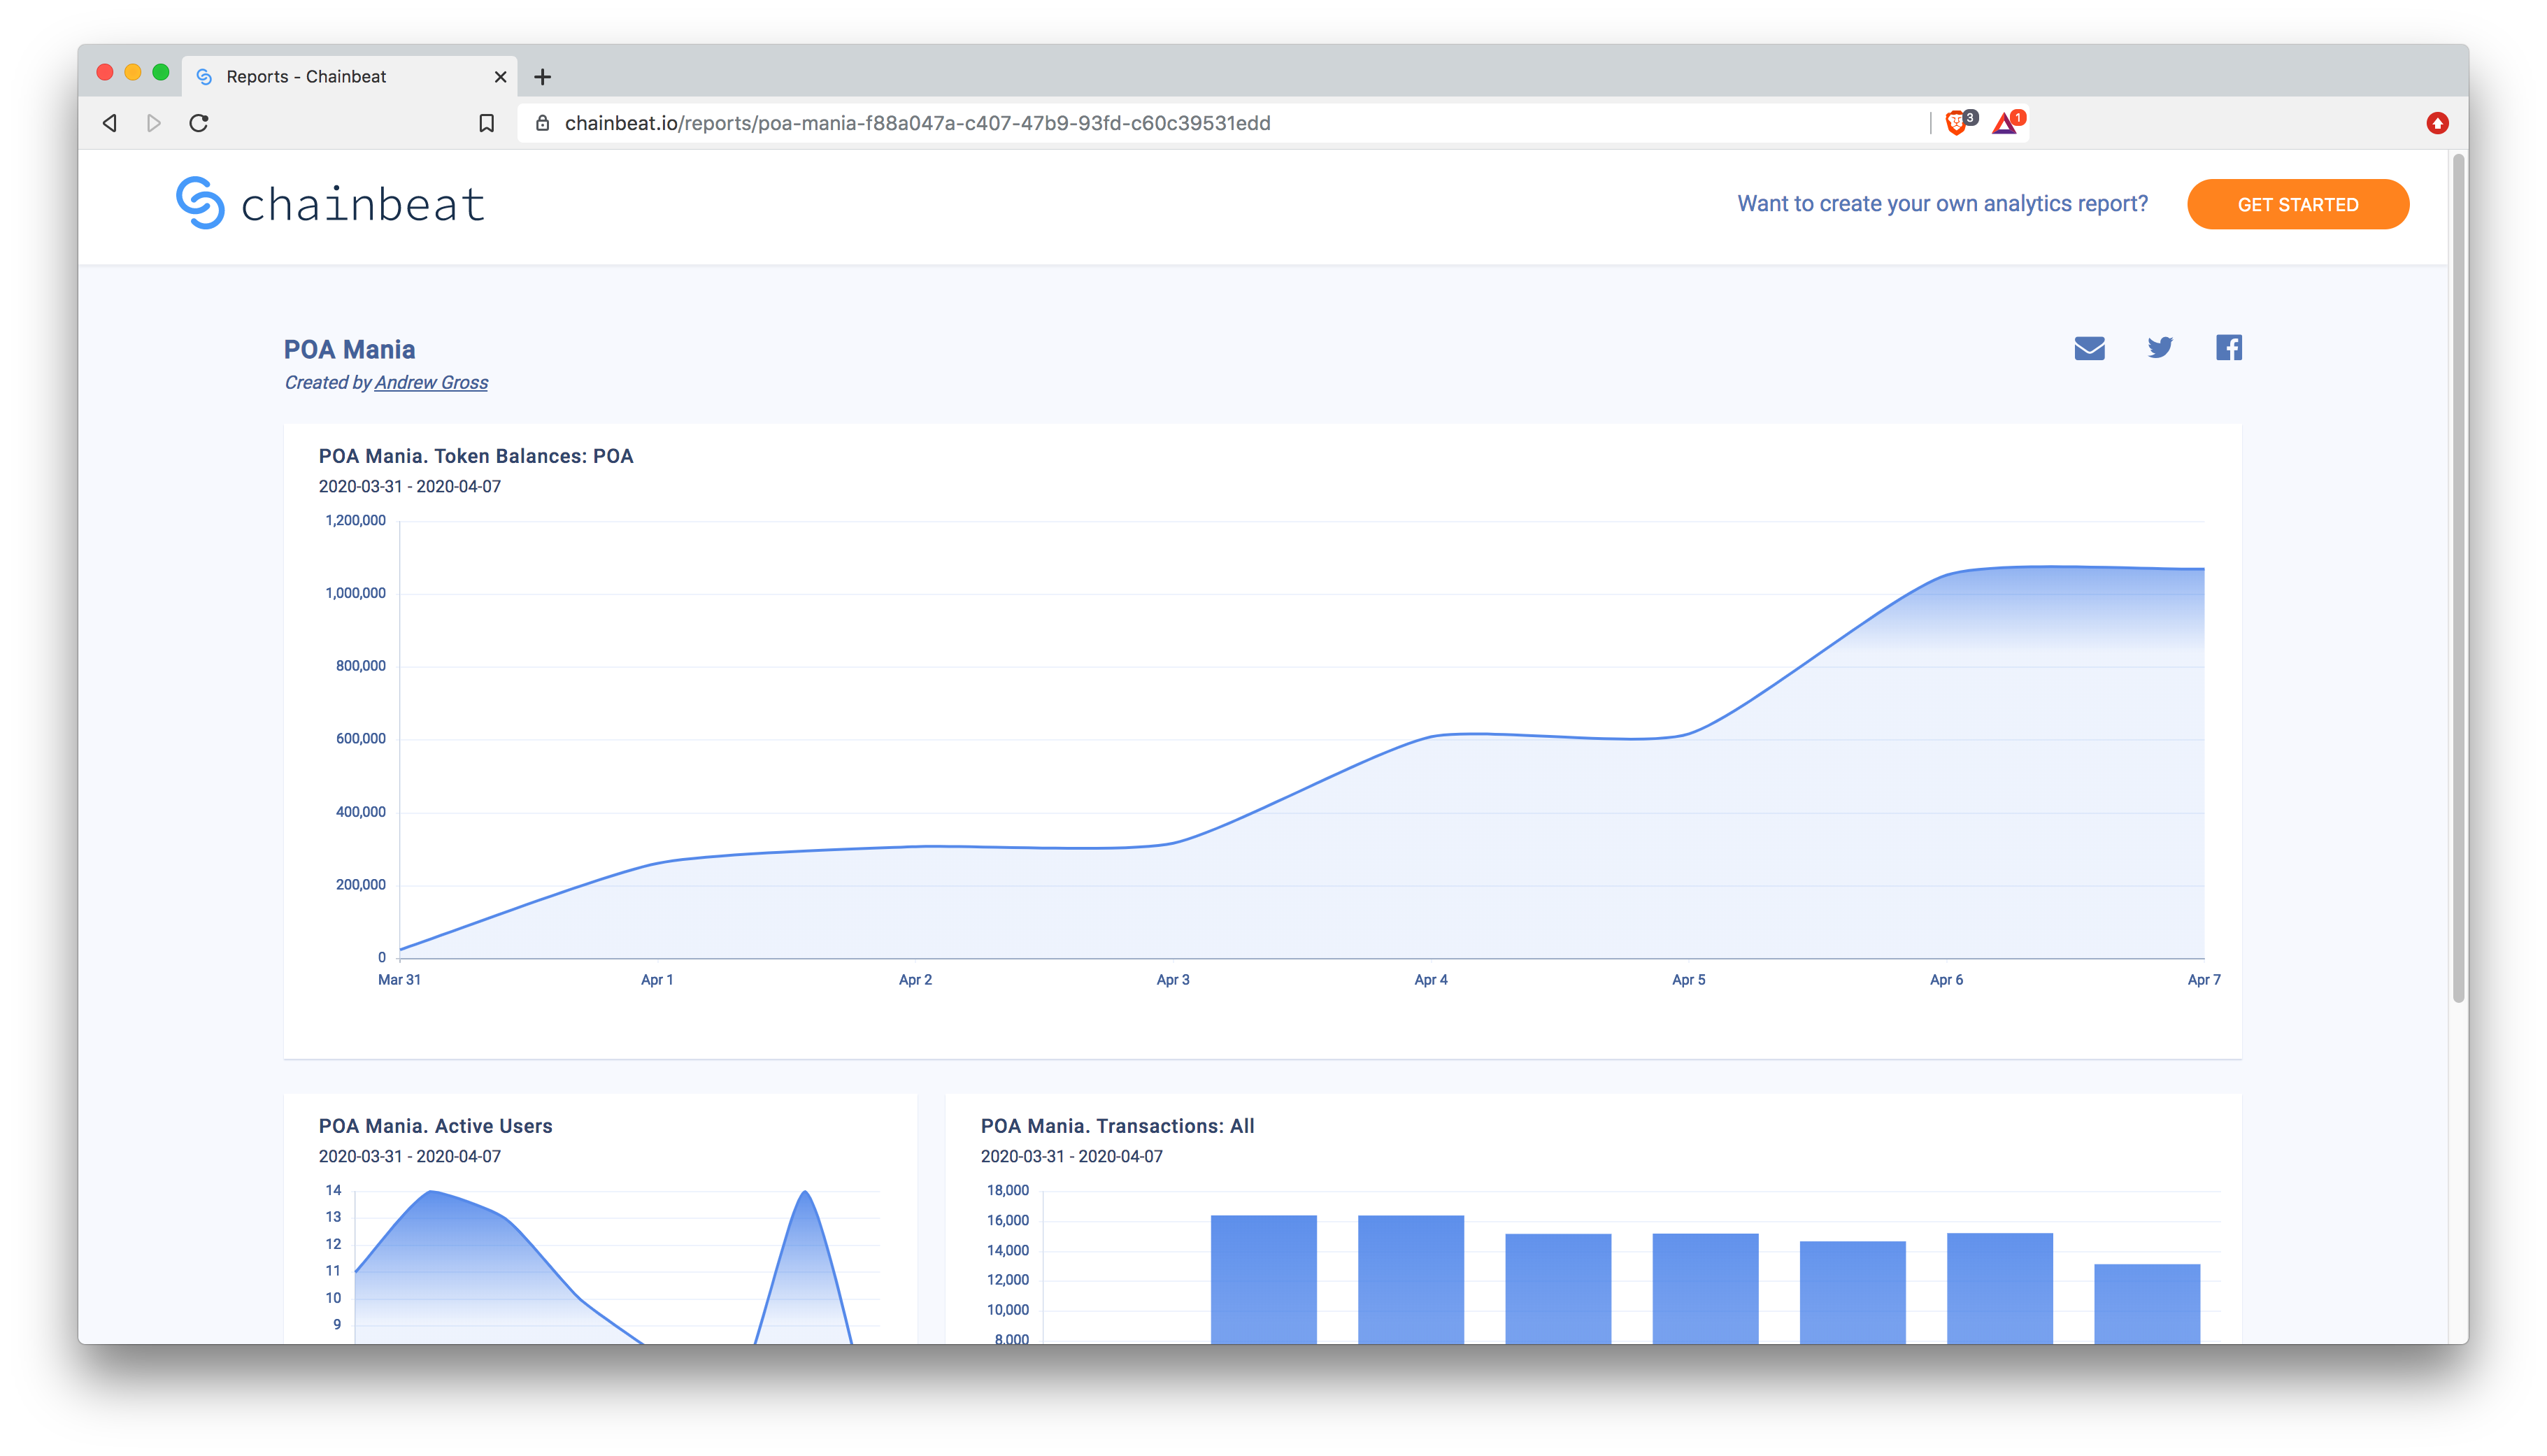 Reports - Chainbeat
chainbeat.io/reports/poa-mania-f88a047a-c407-47b9-93fd-c60c39531edd
3
1
chainbeat
Want to create your own analytics report?
GET STARTED
POA Mania
Created by Andrew Gross
POA Mania. Token Balances: POA
2020-03-31 - 2020-04-07
1,200,000
1,000,000
800,000
600,000
400,000
200,000
0
Mar 31 Apr 1 Apr 2 Apr 3 Apr 4 Apr 5 Apr 6 Apr 7
POA Mania. Active Users
2020-03-31 - 2020-04-07
14
13
12
11
10
9
POA Mania. Transactions: All
2020-03-31 - 2020-04-07
18,000
16,000
14,000
12,000
10,000
8,000